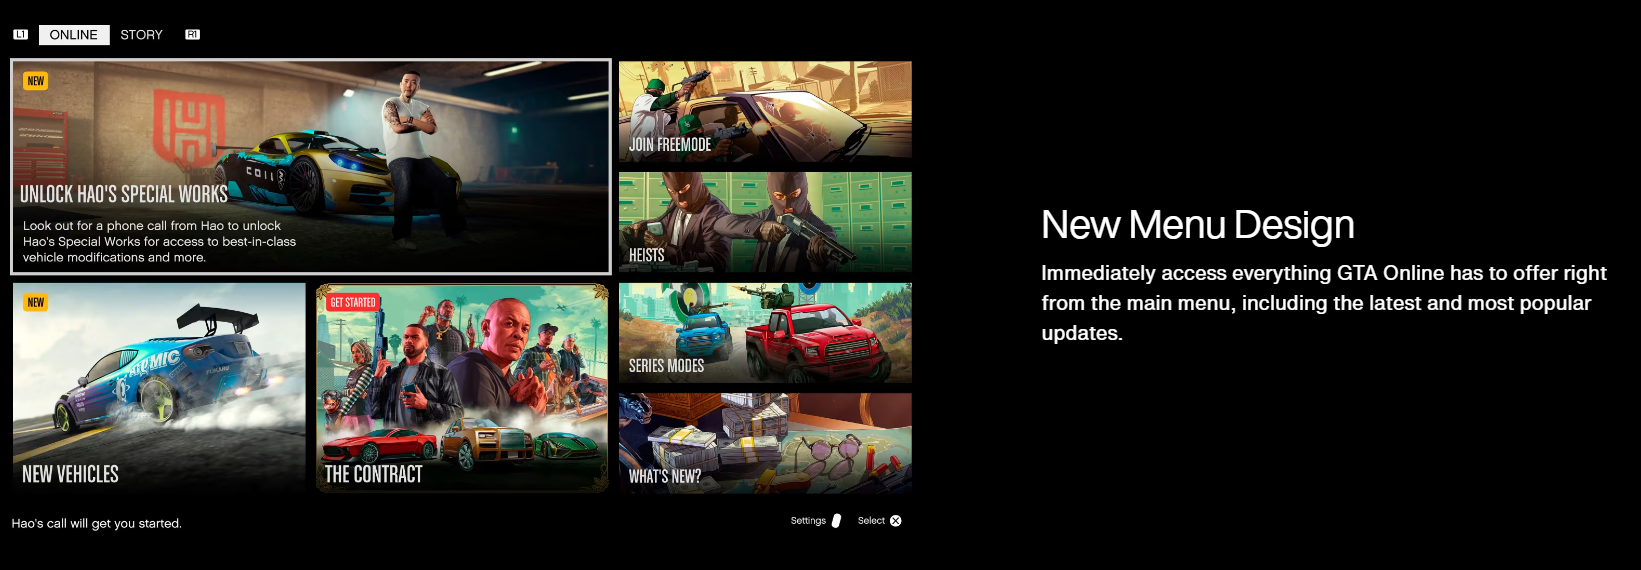 L1 ONLINE STORY R1
NEW
UNLOCK HAO'S SPECIAL WORKS
Look out for a phone call from Hao to unlock
Hao's Special Works for access to best-in-class
vehicle modifications and more.
JOIN FREEMODE
HEISTS
NEW
ATOMIC
NEW VEHICLES
GET STARTED
THE CONTRACT
SERIES MODES
WHAT'S NEW?
Hao's call will get you started.
Settings Select
New Menu Design
Immediately access everything GTA Online has to offer right
from the main menu, including the latest and most popular
updates.